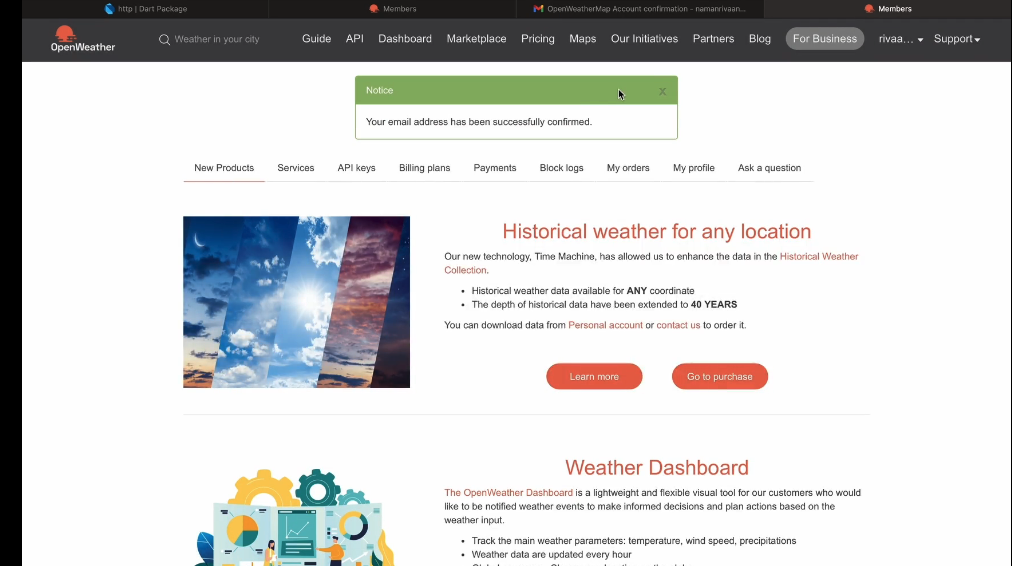 http | Dart Package
Members
OpenWeatherMap Account confirmation - namanrivaan...
Members
OpenWeather
Weather in your city
Guide
API
Dashboard
Marketplace
Pricing
Maps
Our Initiatives
Partners
Blog
For Business
rivaa...
Support
Notice
x
Your email address has been successfully confirmed.
New Products
Services
API keys
Billing plans
Payments
Block logs
My orders
My profile
Ask a question
Historical weather for any location
Our new technology, Time Machine, has allowed us to enhance the data in the Historical Weather
Collection.
• Historical weather data available for ANY coordinate
• The depth of historical data have been extended to 40 YEARS
You can download data from Personal account or contact us to order it.
Learn more
Go to purchase
Weather Dashboard
The OpenWeather Dashboard is a lightweight and flexible visual tool for our customers who would
like to be notified weather events to make informed decisions and plan actions based on the
weather input.
• Track the main weather parameters: temperature, wind speed, precipitations
• Weather data are updated every hour